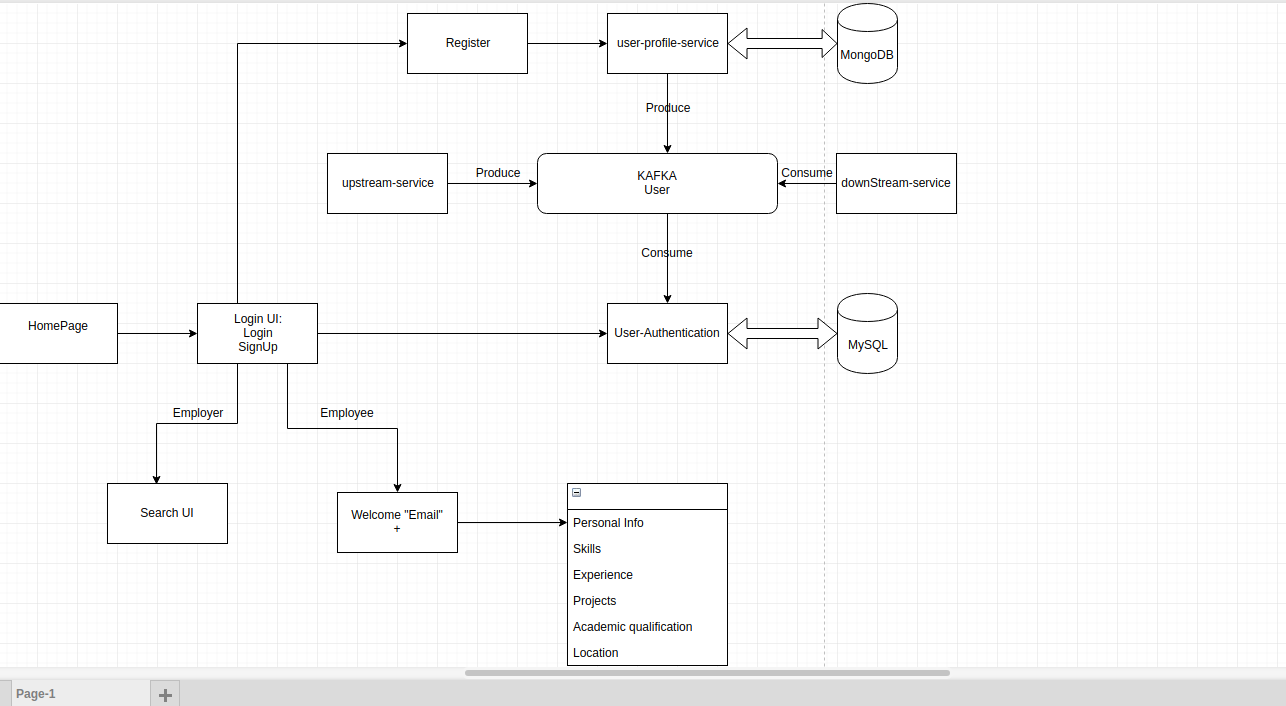 Register
user-profile-service
MongoDB
Produce
upstream-service
Produce
KAFKA
User
Consume
downStream-service
Consume
HomePage
Login UI:
Login
SignUp
User-Authentication
MySQL
Employer
Employee
Search UI
Welcome "Email"
+
Personal Info
Skills
Experience
Projects
Academic qualification
Location
Page-1